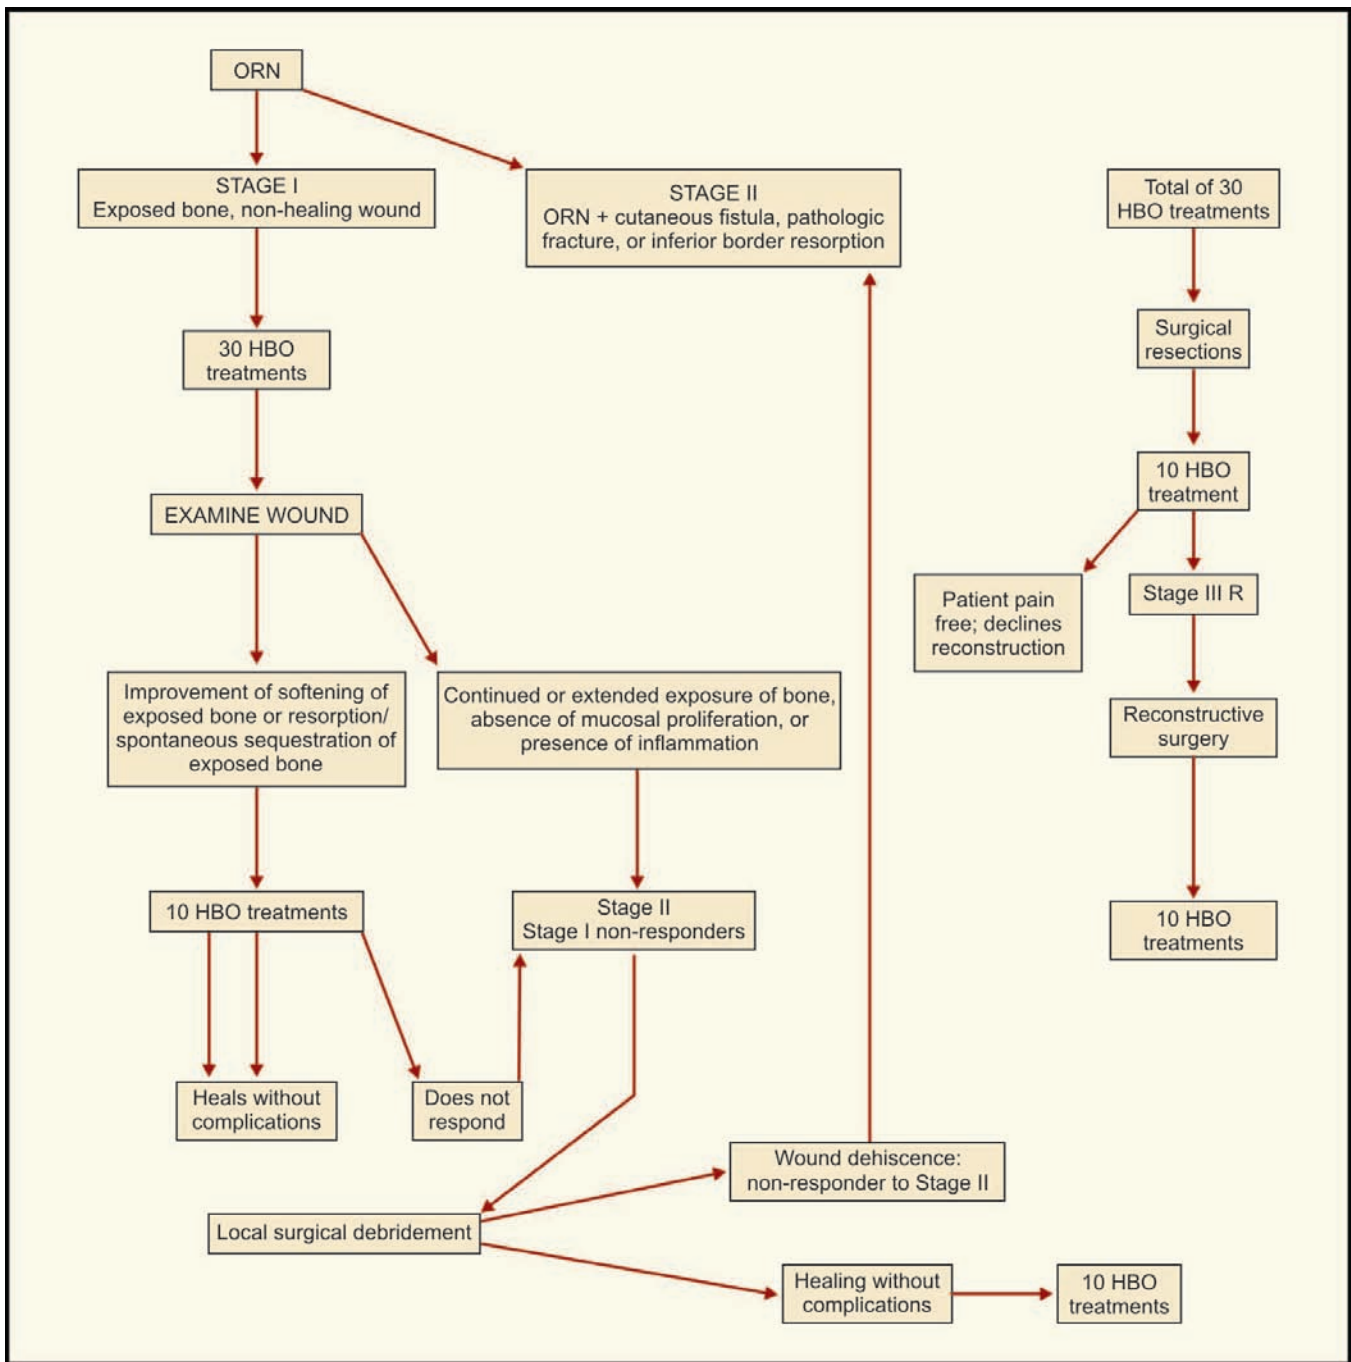 ORN
STAGE I
Exposed bone, non-healing wound
STAGE II
ORN + cutaneous fistula, pathologic
fracture, or inferior border resorption
Total of 30
HBO treatments
30 HBO
treatments
Surgical
resections
EXAMINE WOUND
10 HBO
treatment
Patient pain
free; declines
reconstruction
Stage III R
Improvement of softening of
exposed bone or resorption/
spontaneous sequestration of
exposed bone
Continued or extended exposure of bone,
absence of mucosal proliferation, or
presence of inflammation
Reconstructive
surgery
10 HBO treatments
Stage II
Stage I non-responders
10 HBO
treatments
Heals without
complications
Does not
respond
Wound dehiscence:
non-responder to Stage II
Local surgical debridement
Healing without
complications
10 HBO
treatments